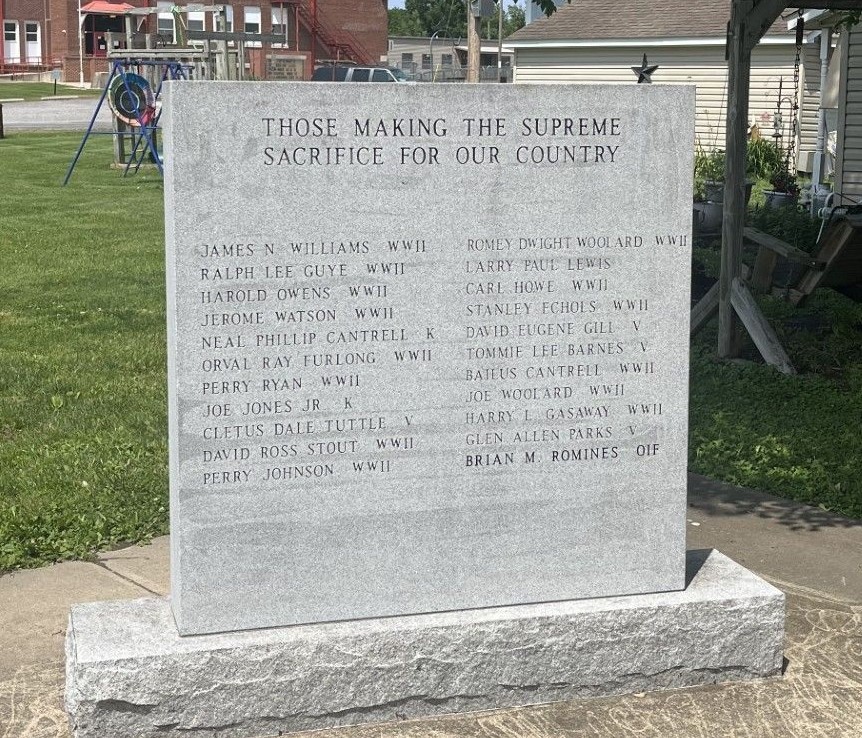 THOSE MAKING THE SUPREME
SACRIFICE FOR OUR COUNTRY
JAMES N WILLIAMS WWII
RALPH LEE GUYE WWII
HAROLD OWENS WWII
JEROME WATSON WWII
NEAL PHILLIP CANTRELL K
ORVAL RAY FURLONG WWII
PERRY RYAN WWII
JOE JONES JR K
CLETUS DALE TUTTLE V
DAVID ROSS STOUT WWII
PERRY JOHNSON WWII
ROMEY DWIGHT WOOLARD WWII
LARRY PAUL LEWIS
CARL HOWE WWII
STANLEY ECHOLS WWII
DAVID EUGENE GILL V
TOMMIE LEE BARNES V
BAILUS CANTRELL WWII
JOE WOOLARD WWII
HARRY L GASAWAY WWII
GLEN ALLEN PARKS V
BRIAN M. ROMINES OIF